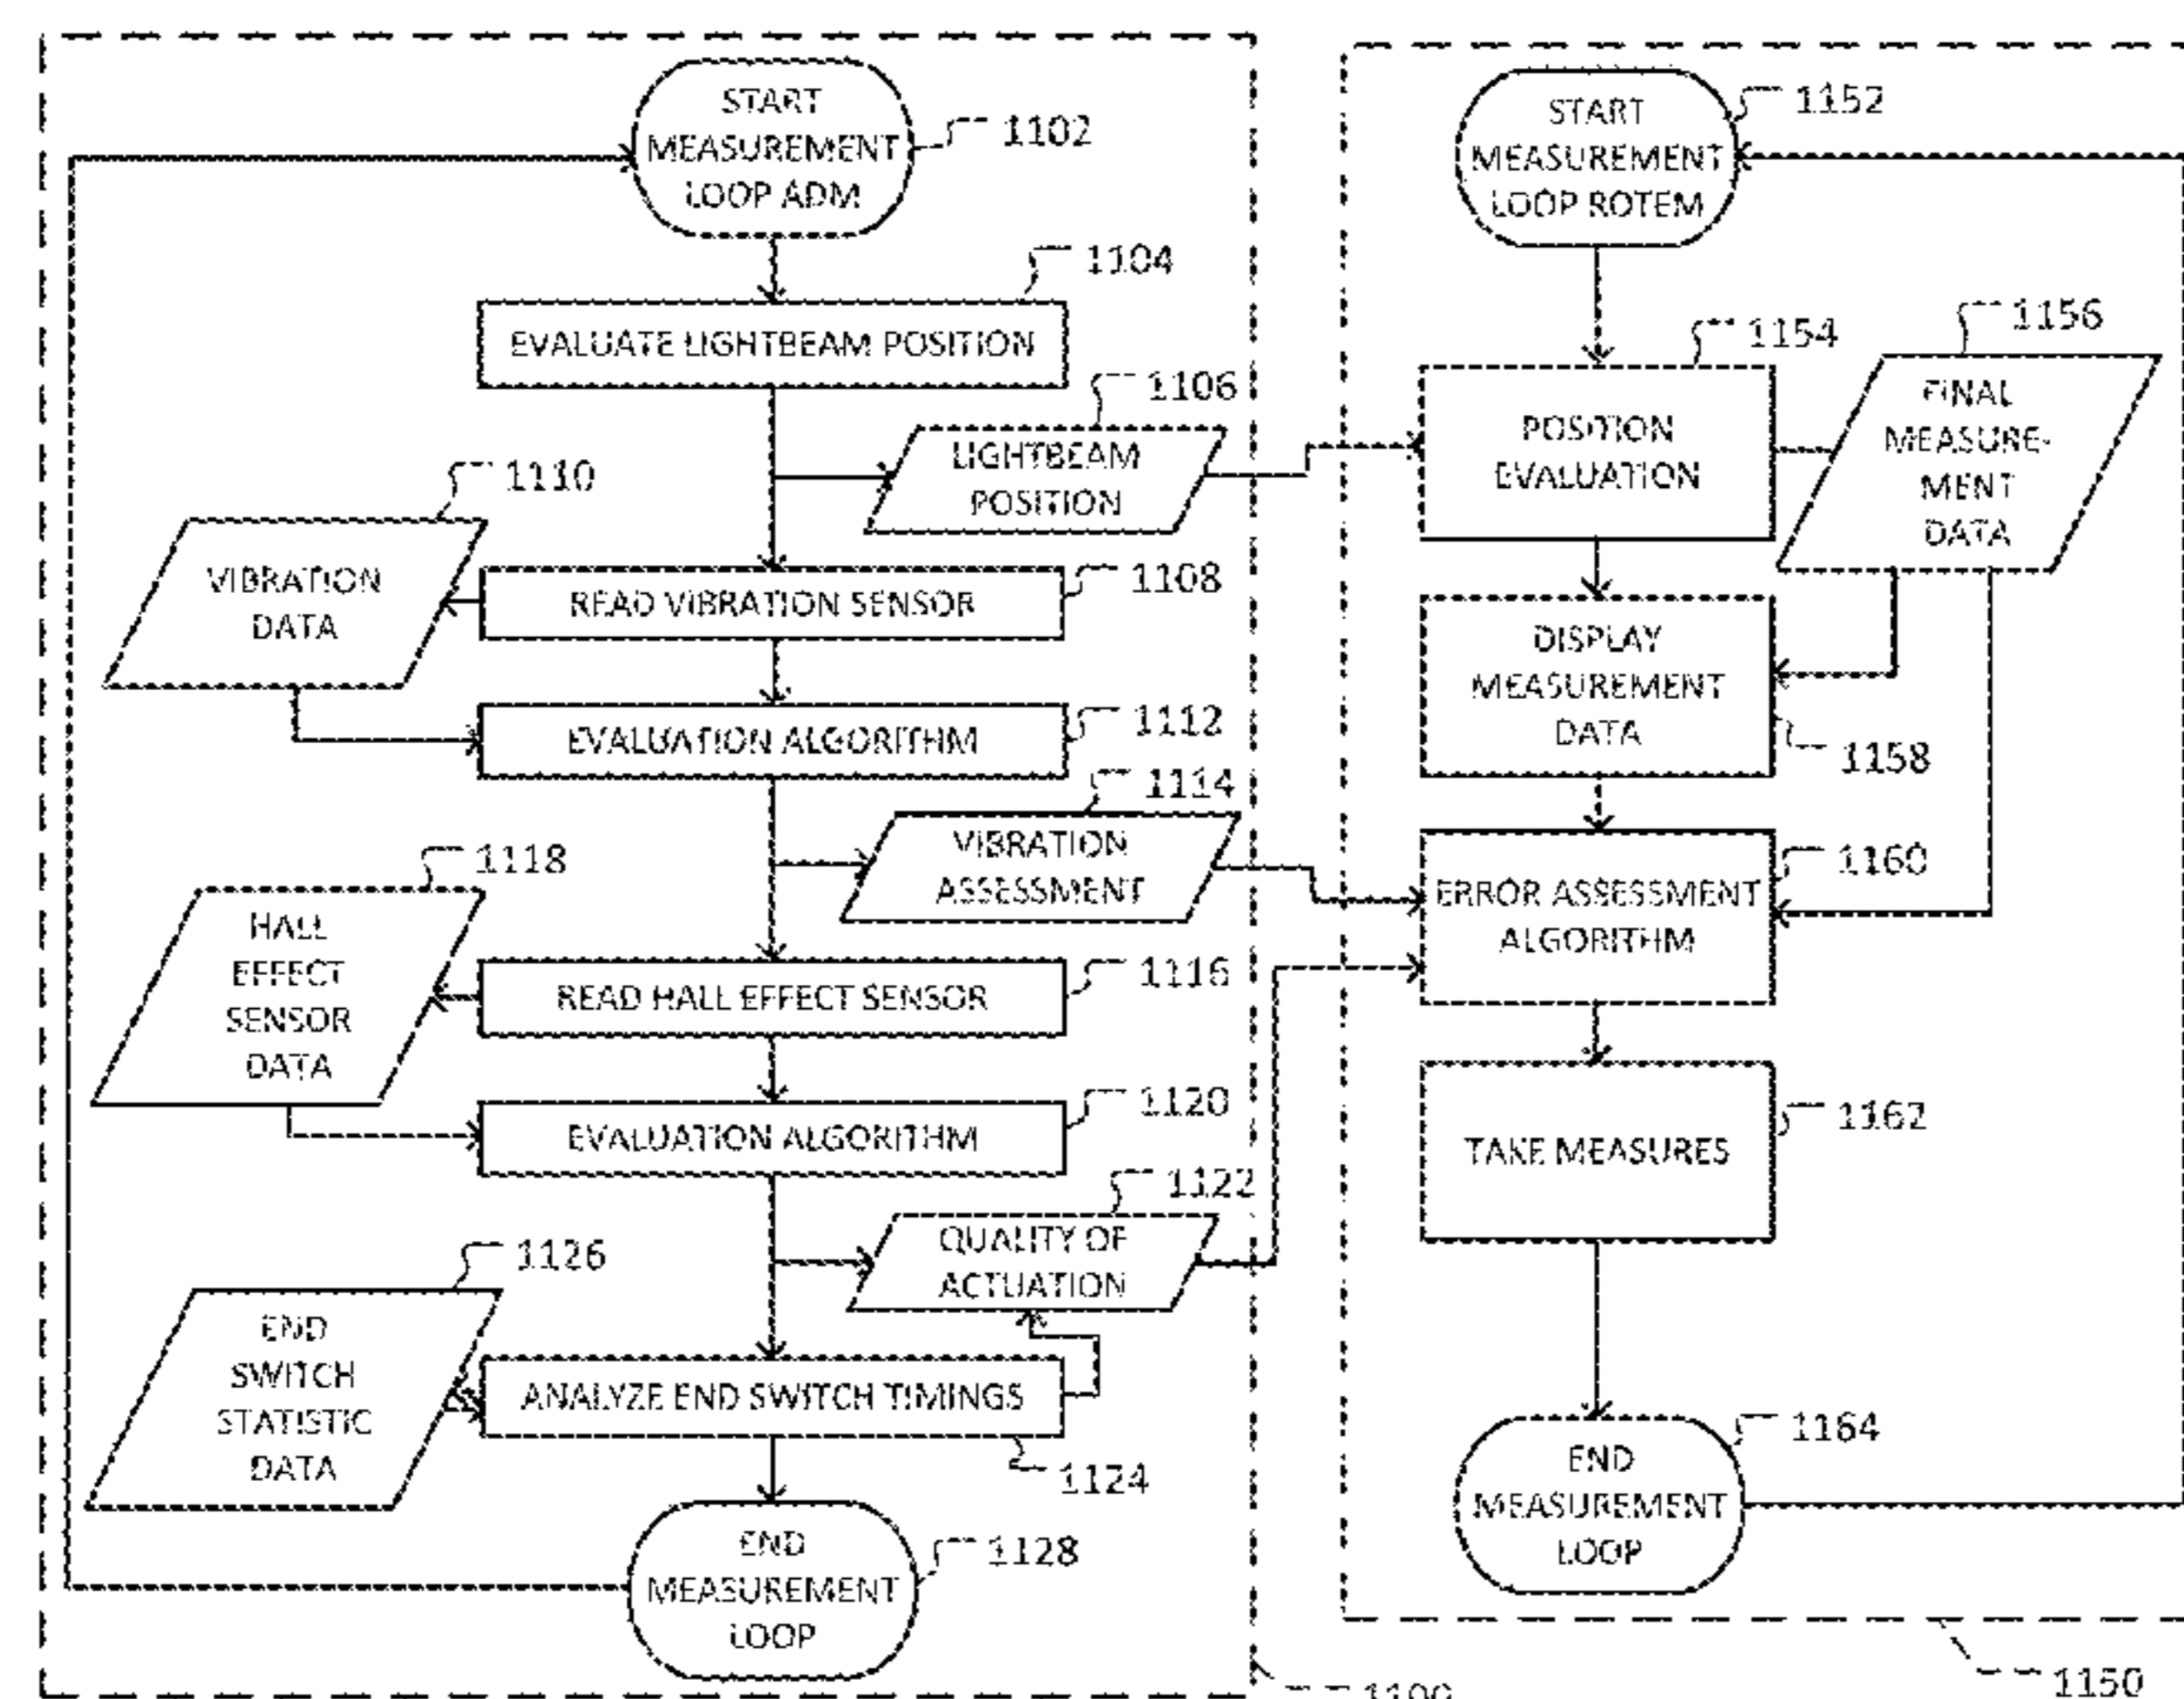 START
MEASUREMENT
LOOP ADM
1102
1104
EVALUATE LIGHTBEAM POSITION
1106
LIGHTBEAM
POSITION
1110
VIBRATION
DATA
READ VIBRATION SENSOR
1108
EVALUATION ALGORITHM
1112
1114
VIBRATION
ASSESSMENT
1118
HALL
EFFECT
SENSOR
DATA
READ HALL EFFECT SENSOR
1116
EVALUATION ALGORITHM
1120
1122
QUALITY OF
ACTUATION
1126
END
SWITCH
STATISTIC
DATA
ANALYZE END SWITCH TIMINGS
1124
END
MEASUREMENT
LOOP
1128
1100
START
MEASUREMENT
LOOP ROTEM
1152
1154
POSITION
EVALUATION
1156
FINAL
MEASURE-
MENT
DATA
DISPLAY
MEASUREMENT
DATA
1158
ERROR ASSESSMENT
ALGORITHM
1160
TAKE MEASURES
1162
END
MEASUREMENT
LOOP
1164
1150